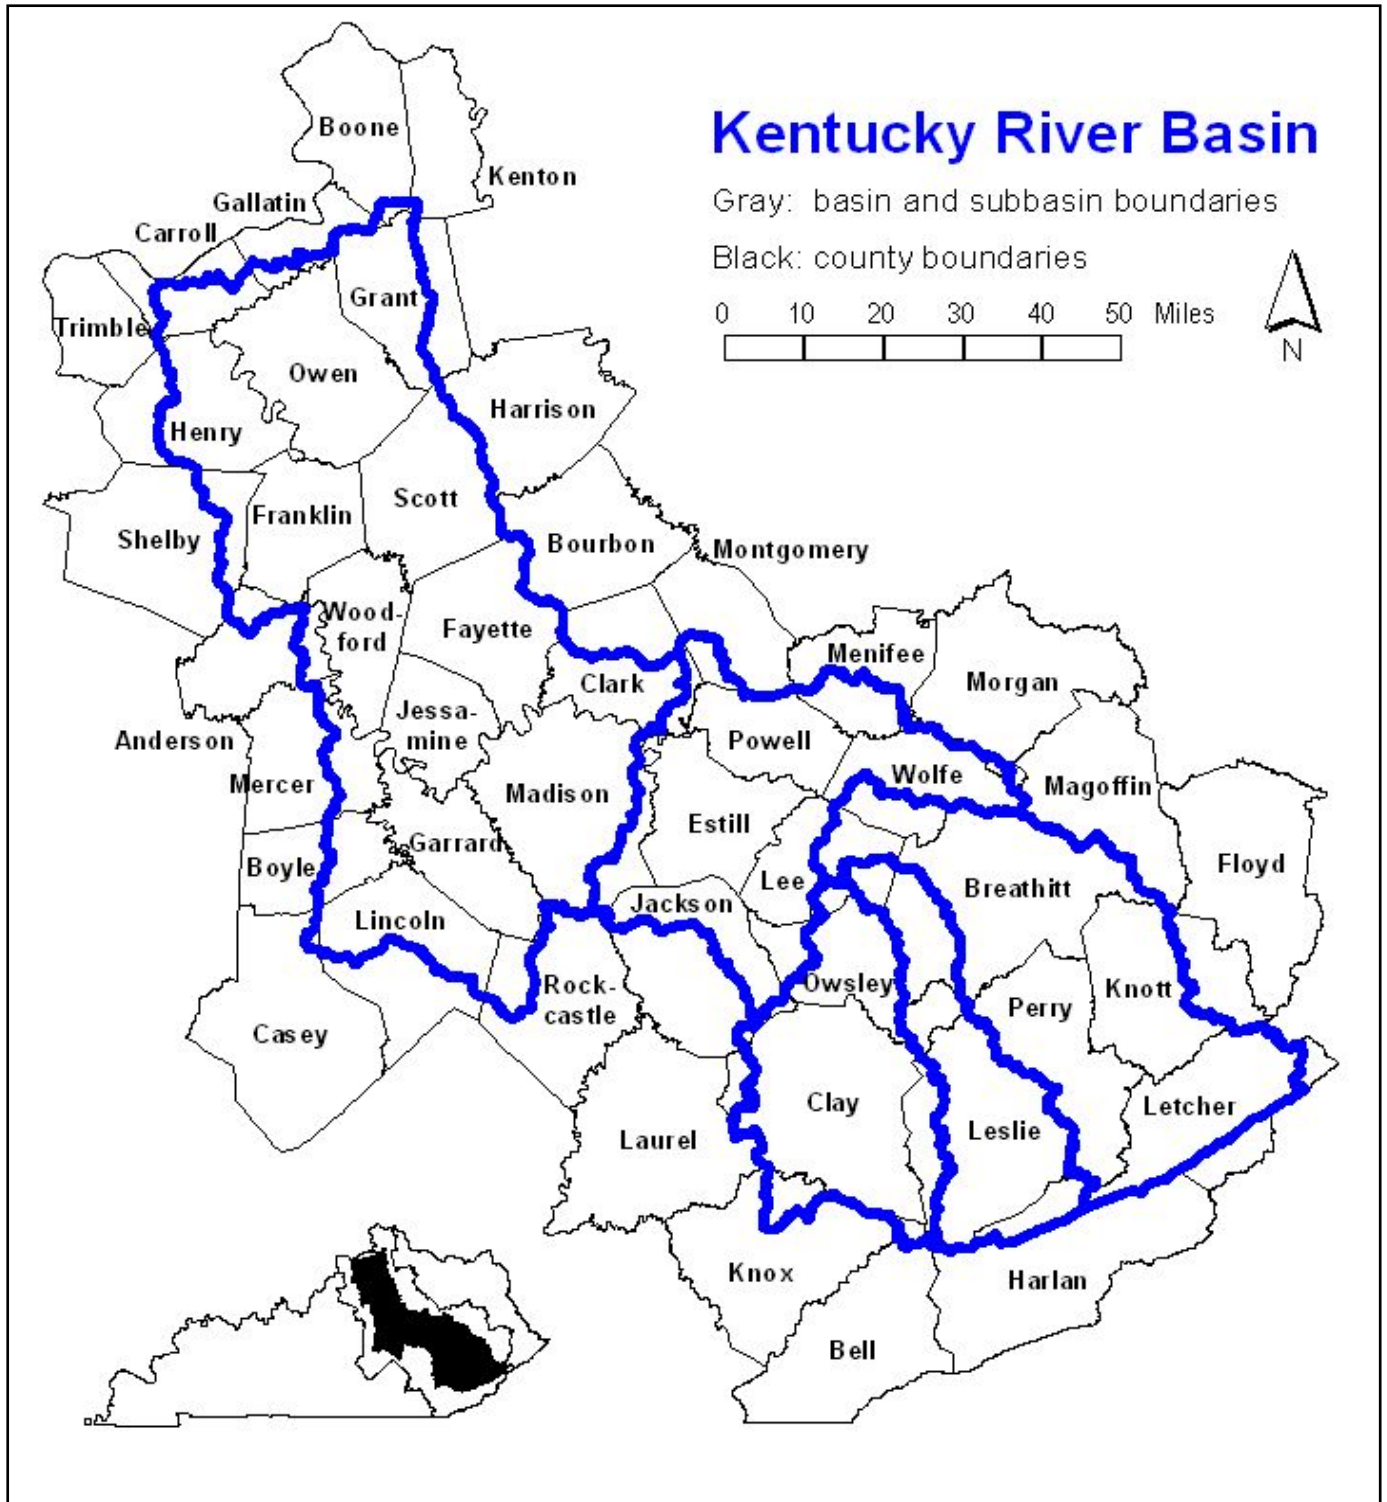 Kentucky River Basin
Gray: basin and subbasin boundaries
Black: county boundaries
0 10 20 30 40 50 Miles
N
Boone
Kenton
Gallatin
Carroll
Grant
Trimble
Owen
Harrison
Henry
Scott
Franklin
Shelby
Bourbon
Montgomery
Wood-
ford
Fayette
Menifee
Clark
Morgan
Jessa-
mine
Anderson
Powell
Wolfe
Magoffin
Mercer
Madison
Estill
Garrard
Floyd
Boyle
Lee
Breathitt
Jackson
Lincoln
Owsley
Knott
Rock-
castle
Perry
Casey
Clay
Letcher
Leslie
Laurel
Knox
Harlan
Bell